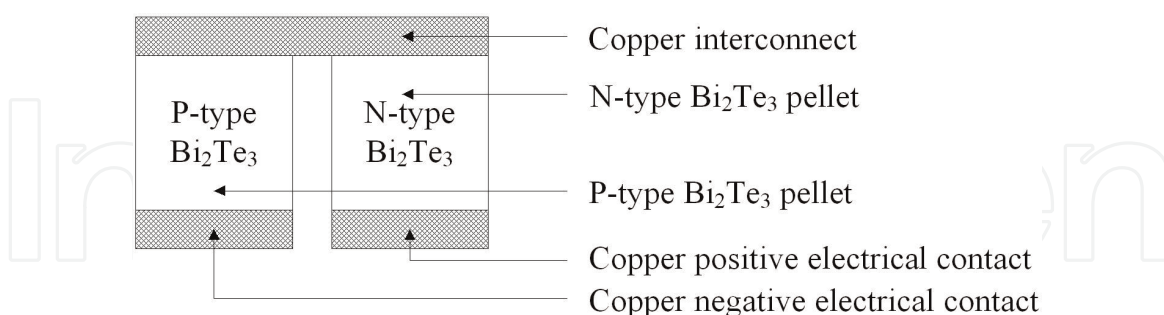 Copper interconnect
P-type
Bi₂Te₃
N-type
Bi₂Te₃
N-type Bi₂Te₃ pellet
P-type Bi₂Te₃ pellet
Copper positive electrical contact
Copper negative electrical contact